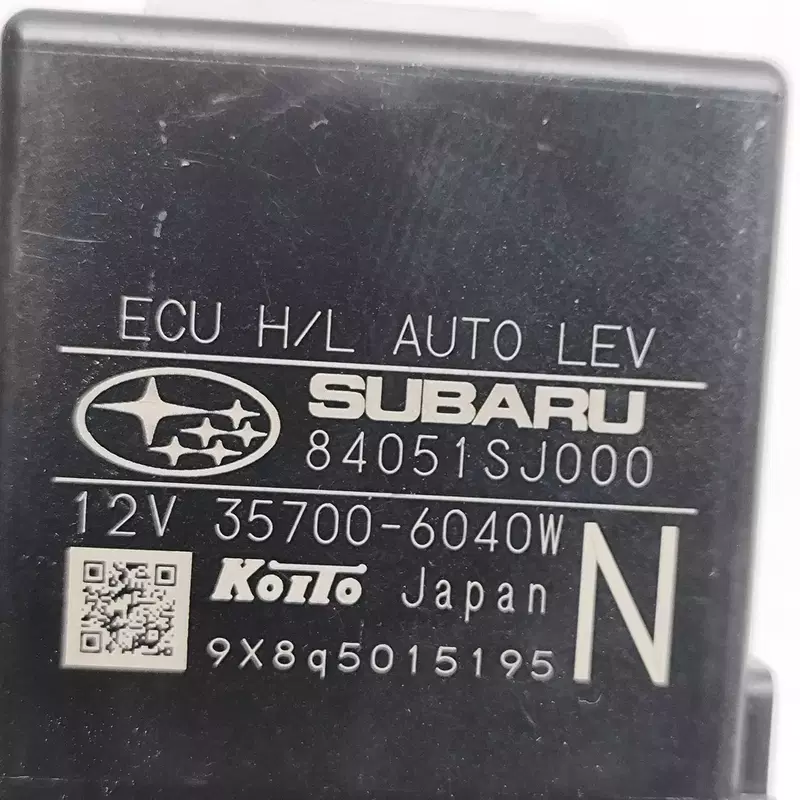 ECU H/L AUTO LEV
SUBARU
84051SJ000
12V 35700-6040W
KOITO Japan N
9X8q5015195